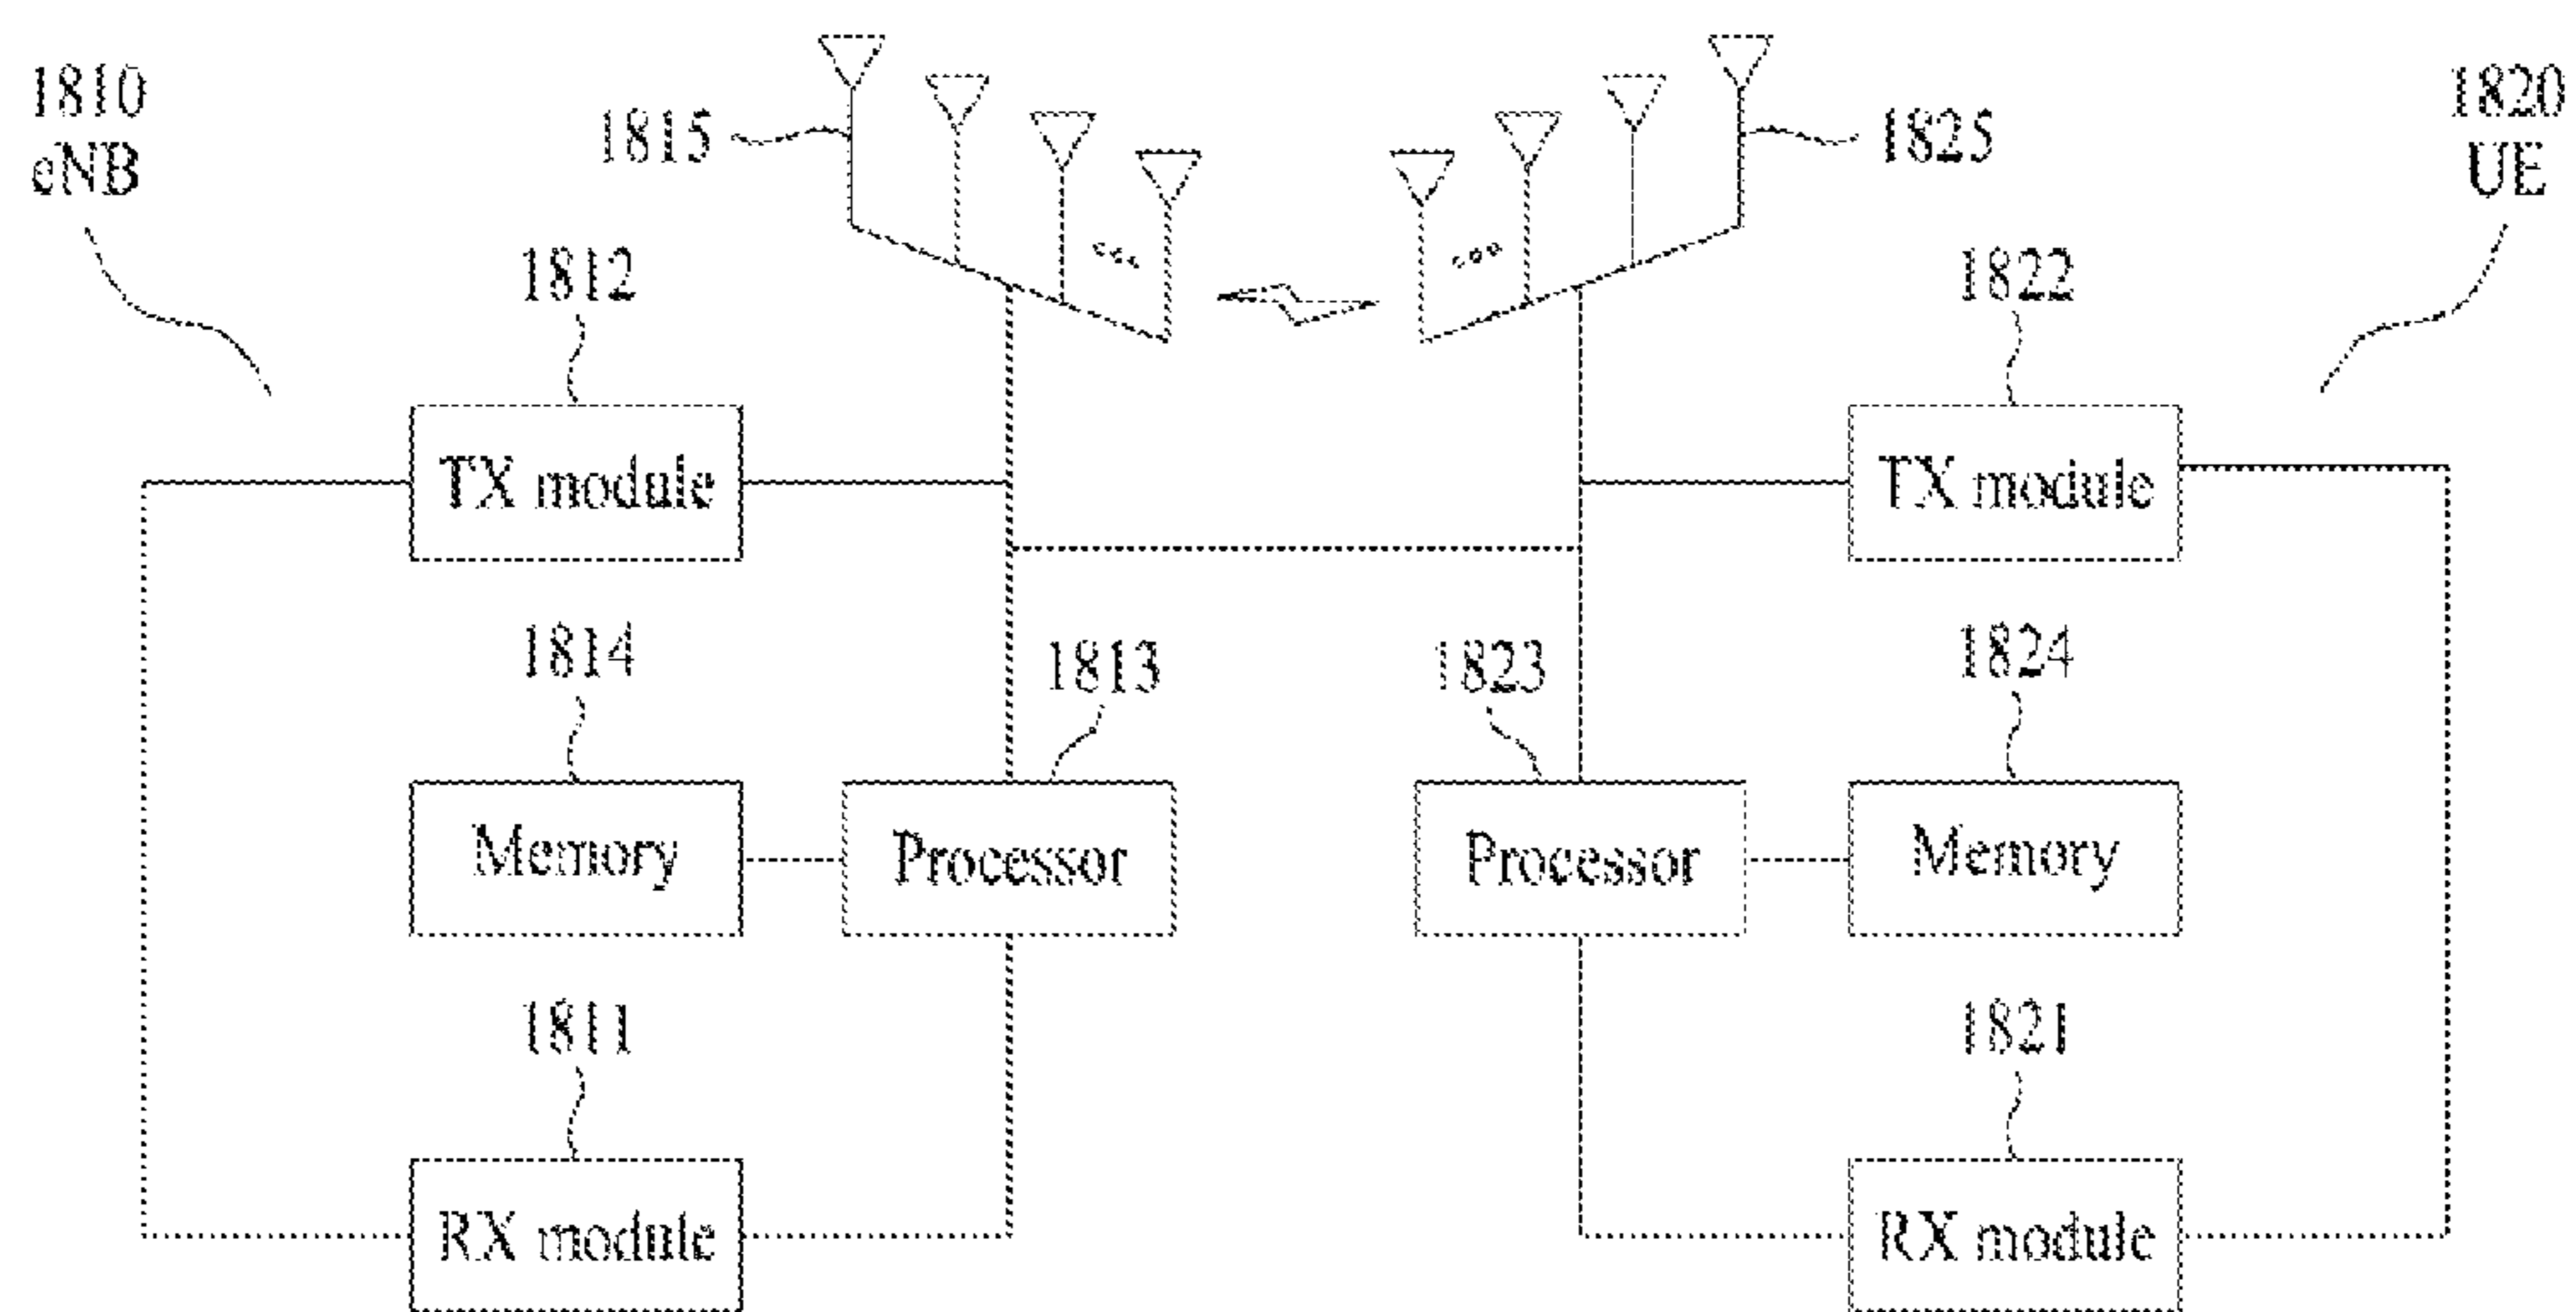 1810
eNB
1815
1825
1820
UE
1812
1822
TX module
TX module
1814
1813
1823
1824
Memory
Processor
Processor
Memory
1811
1821
RX module
RX module